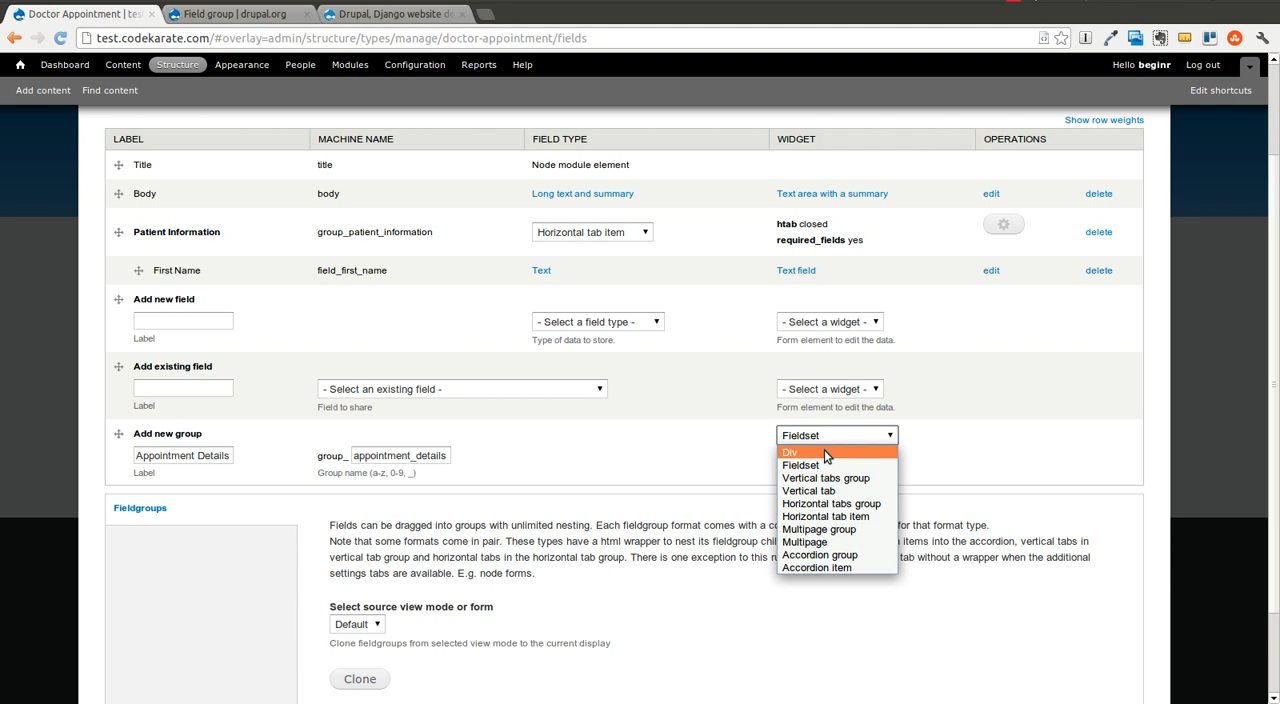 Doctor Appointment | tes
Field group | drupal.org
Drupal, Django website de
test.codekarate.com/#overlay=admin/structure/types/manage/doctor-appointment/fields
Dashboard Content Structure Appearance People Modules Configuration Reports Help
Hello beginr Log out
Add content Find content
Edit shortcuts
Show row weights
LABEL MACHINE NAME FIELD TYPE WIDGET OPERATIONS
Title title Node module element
Body body Long text and summary Text area with a summary edit delete
Patient Information group_patient_information Horizontal tab item htab closed
required_fields yes
delete
First Name field_first_name Text Text field edit delete
Add new field
- Select a field type - - Select a widget -
Label Type of data to store. Form element to edit the data.
Add existing field
- Select an existing field - - Select a widget -
Label Field to share Form element to edit the data.
Add new group Fieldset
Appointment Details group_ appointment_details
Label Group name (a-z, 0-9, _)
Div
Fieldset
Vertical tabs group
Vertical tab
Horizontal tabs group
Horizontal tab item
Multipage group
Multipage
Accordion group
Accordion item
Fieldgroups
Fields can be dragged into groups with unlimited nesting. Each fieldgroup format comes with a co for that format type.
Note that some formats come in pair. These types have a html wrapper to nest its fieldgroup chil items into the accordion, vertical tabs in
vertical tab group and horizontal tabs in the horizontal tab group. There is one exception to this ru tab without a wrapper when the additional
settings tabs are available. E.g. node forms.
Select source view mode or form
Default
Clone fieldgroups from selected view mode to the current display
Clone